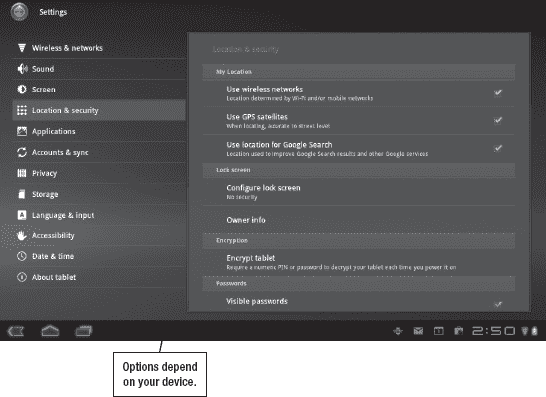 Settings
Wireless & networks
Sound
Screen
Location & security
Applications
Accounts & sync
Privacy
Storage
Language & input
Accessibility
Date & time
About tablet
Location & security
My Location
Use wireless networks
Location determined by Wi-Fi and/or mobile networks
Use GPS satellites
When locating, accurate to street level
Use location for Google Search
Location used to improve Google Search results and other Google services
Lock screen
Configure lock screen
No security
Owner info
Encryption
Encrypt tablet
Require a numeric PIN or password to decrypt your tablet each time you power it on
Passwords
Visible passwords
2:50
Options depend
on your device.